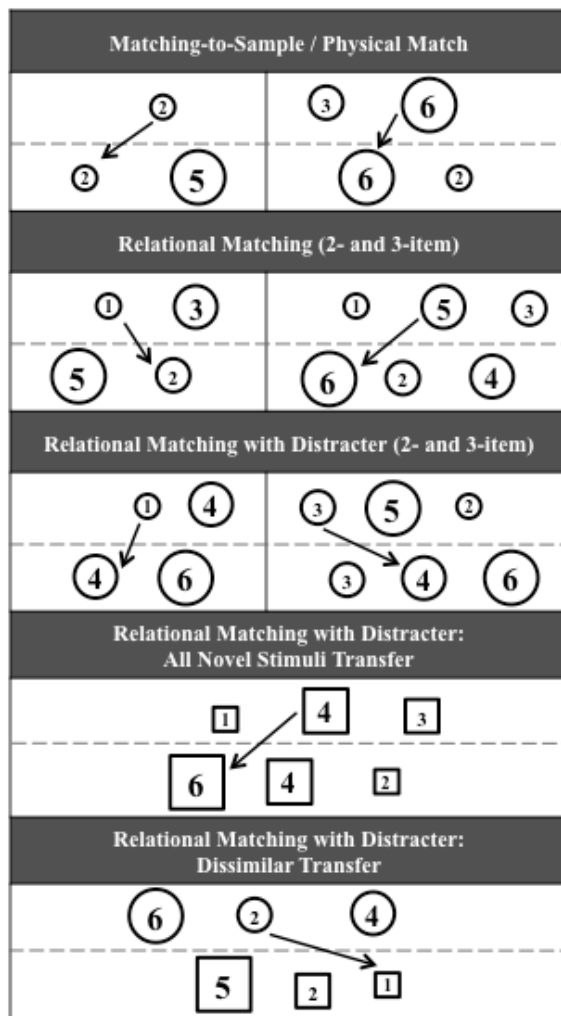 Matching-to-Sample / Physical Match
2
2 5
3 6
6 2
Relational Matching (2- and 3-item)
1 3
5 2
1 5 3
6 2 4
Relational Matching with Distracter (2- and 3-item)
1 4
4 6
3 5 2
3 4 6
Relational Matching with Distracter:
All Novel Stimuli Transfer
1 4 3
6 4 2
Relational Matching with Distracter:
Dissimilar Transfer
6 2 4
5 2 1